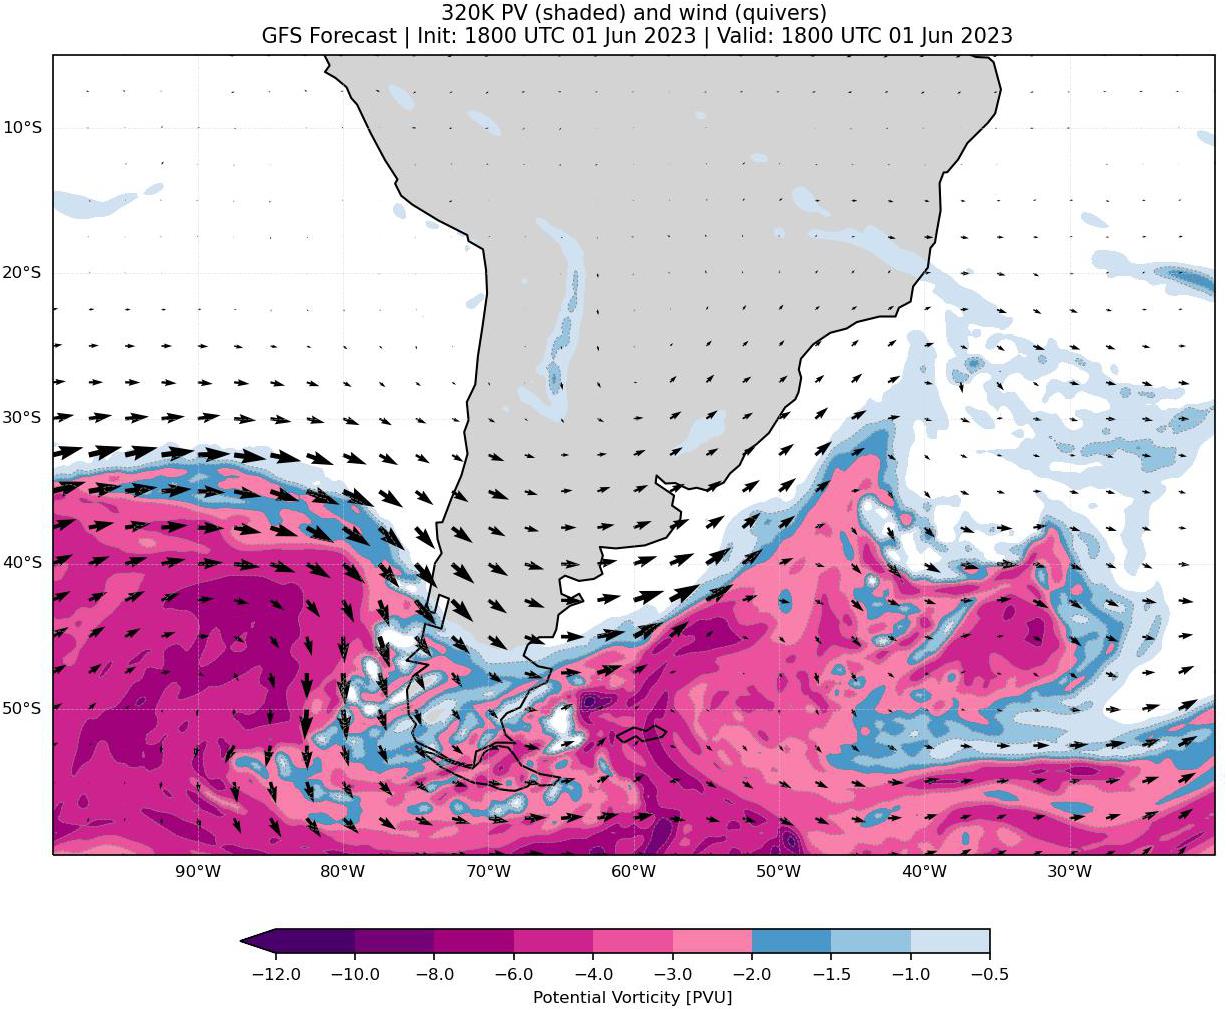 320K PV (shaded) and wind (quivers)
GFS Forecast | Init: 1800 UTC 01 Jun 2023 | Valid: 1800 UTC 01 Jun 2023
10°S
20°S
30°S
40°S
50°S
90°W 80°W 70°W 60°W 50°W 40°W 30°W
−12.0 −10.0 −8.0 −6.0 −4.0 −3.0 −2.0 −1.5 −1.0 −0.5
Potential Vorticity [PVU]